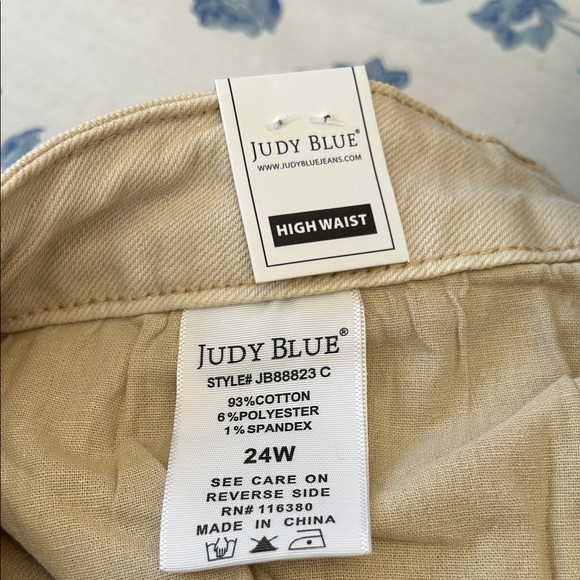 JUDY BLUE®
WWW.JUDYBLUEJEANS.COM
HIGH WAIST
JUDY BLUE®
STYLE# JB88823 C
93%COTTON
6%POLYESTER
1%SPANDEX
24W
SEE CARE ON
REVERSE SIDE
RN# 116380
MADE IN CHINA